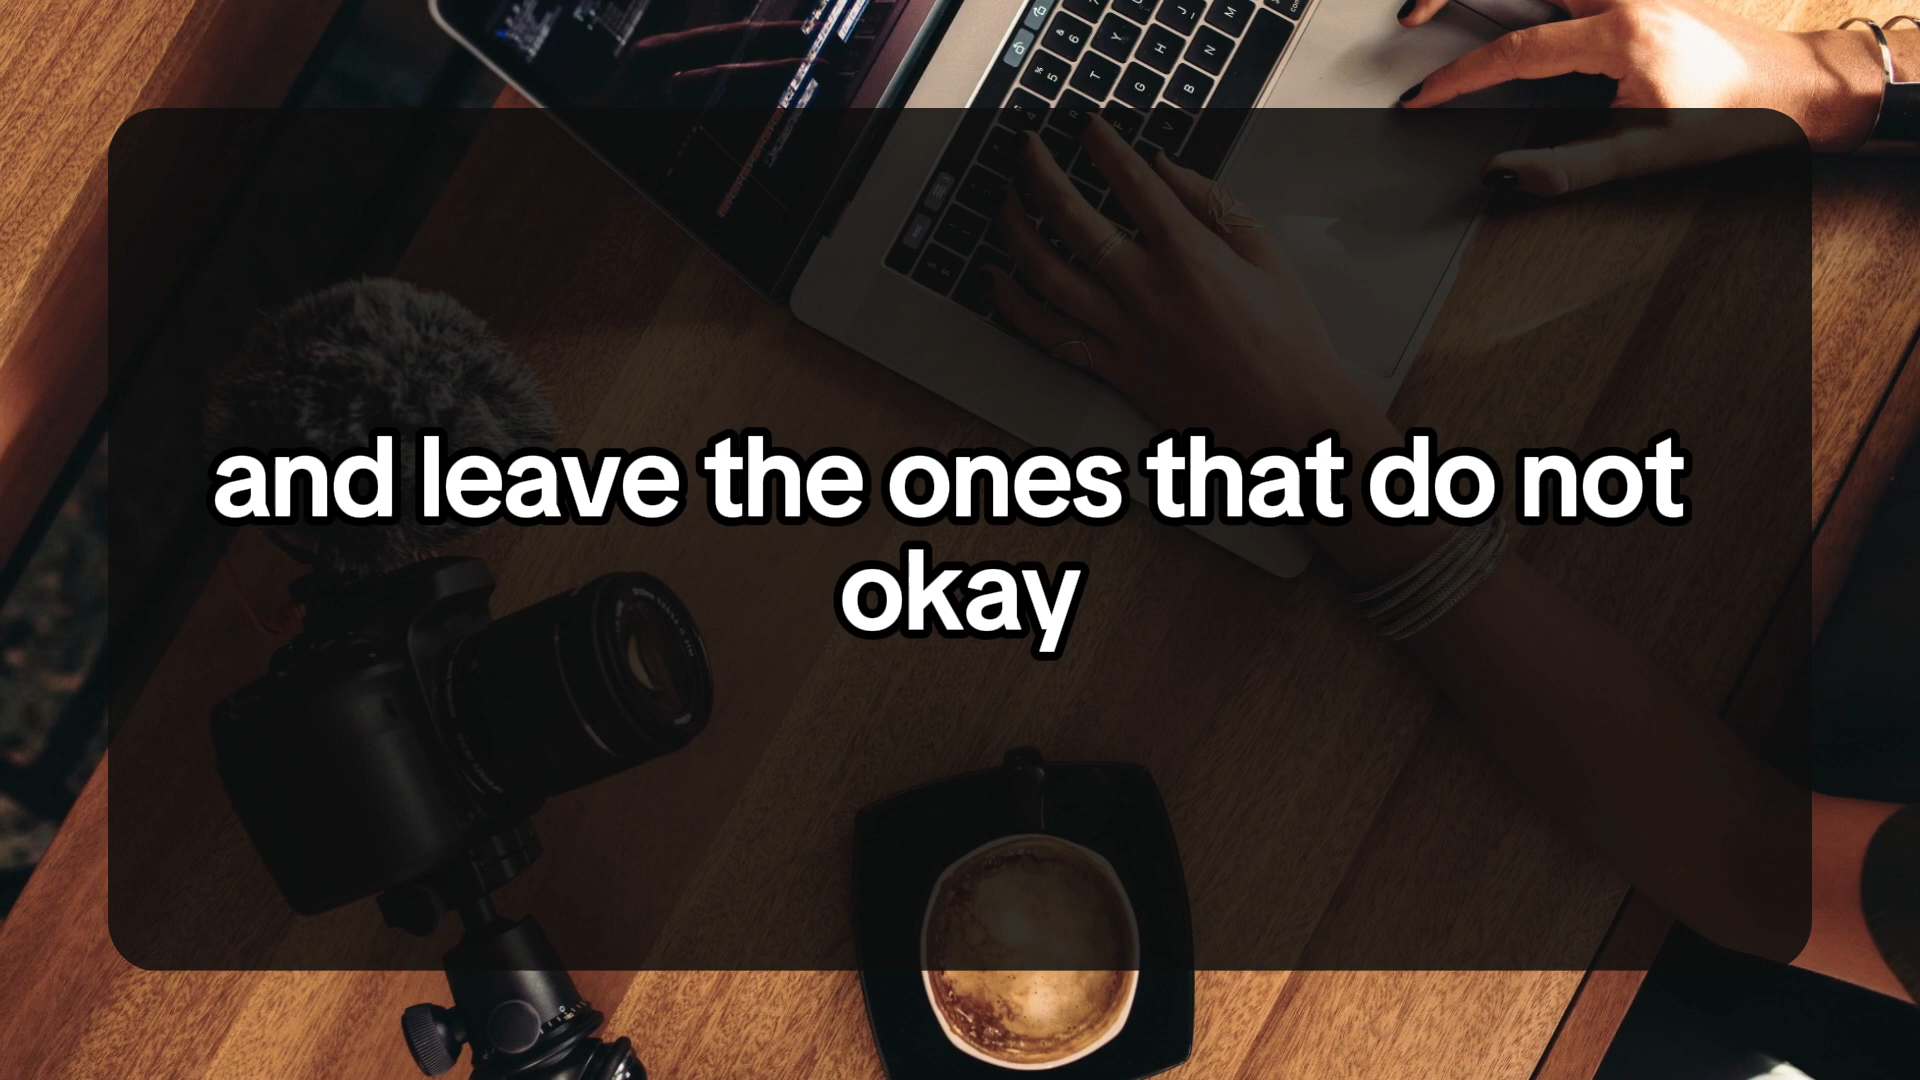 and leave the ones that do not
okay